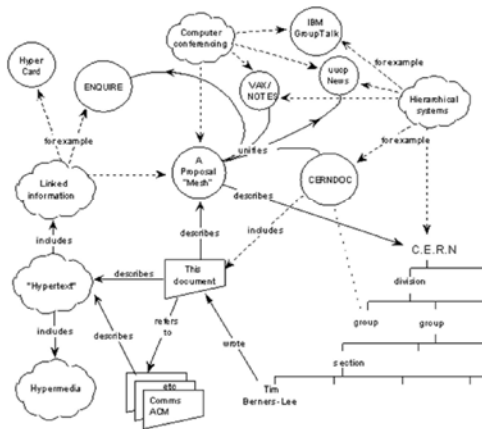 IBM
GroupTalk
Computer
conferencing
Hyper
Card
ENQUIRE
uucp
News
VAX/
NOTES
for example
Hierarchical
systems
for example
unifies
for example
A
Proposal
"Mesh"
CERNDOC
Linked
information
describes
includes
C.E.R.N
includes
describes
This
document
describes
division
"Hypertext"
refers
to
group
group
includes
describes
wrote
section
Hypermedia
etc
Tim
Berners-Lee
Comms
ACM